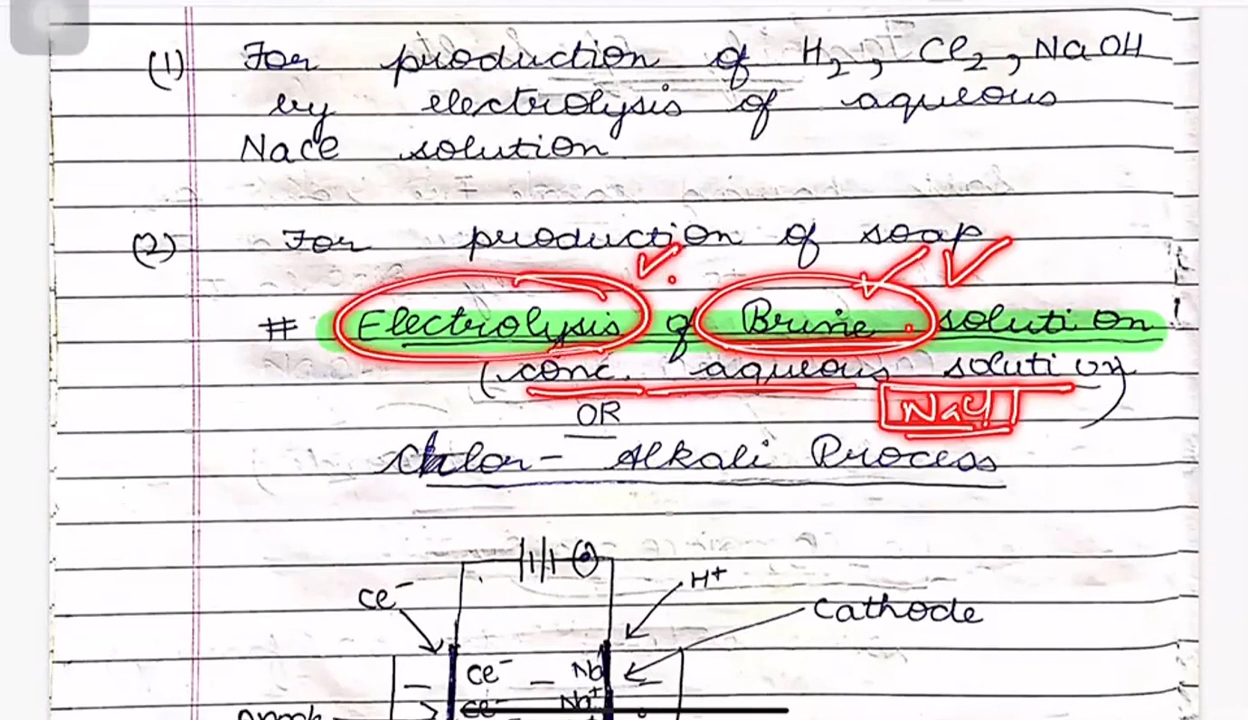 (1) For production of H₂, Cl₂, NaOH
by electrolysis of aqueous
NaCl solution
(2) For production of soap
# Electrolysis of Brine solution
(conc. aqueous solution)
NaCl
OR
Chlor-Alkali Process
H+
Cl⁻
Cathode
Cl⁻ Na
Cl⁻ Na⁺